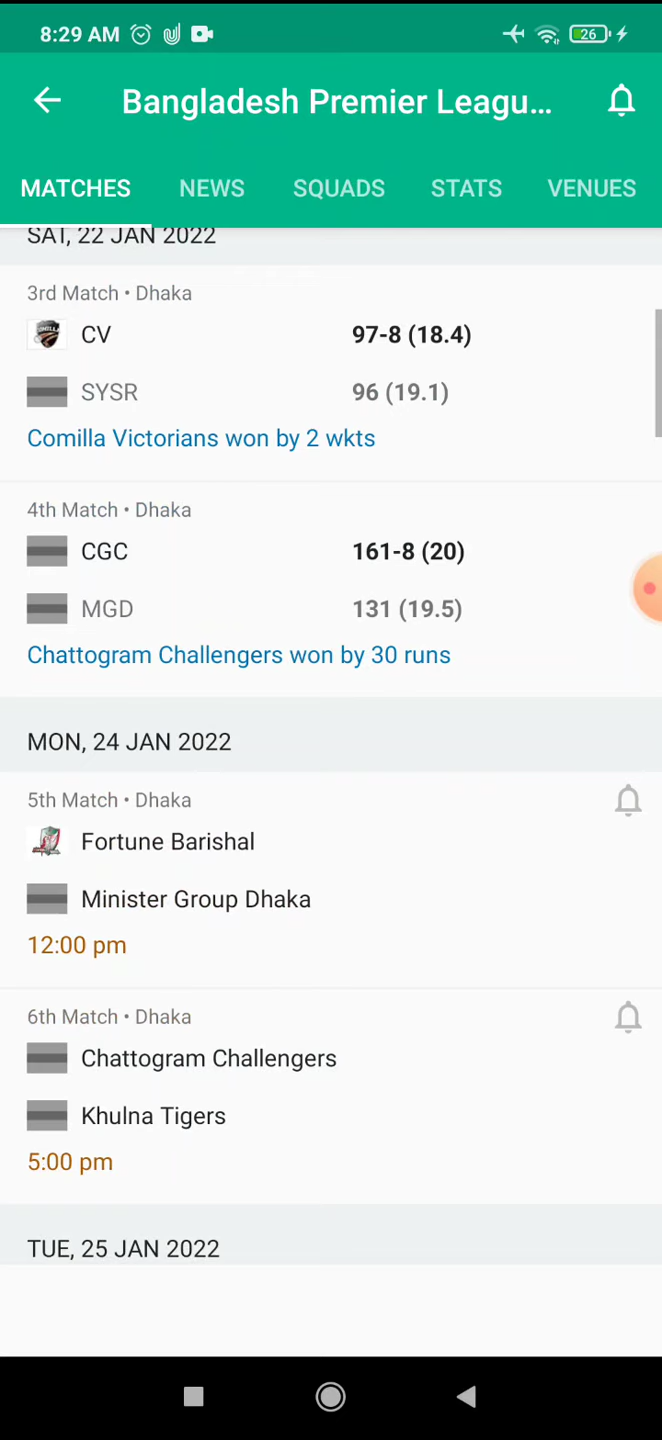 8:29 AM
26
Bangladesh Premier Leagu...
MATCHES NEWS SQUADS STATS VENUES
SAT, 22 JAN 2022
3rd Match • Dhaka
CV 97-8 (18.4)
SYSR 96 (19.1)
Comilla Victorians won by 2 wkts
4th Match • Dhaka
CGC 161-8 (20)
MGD 131 (19.5)
Chattogram Challengers won by 30 runs
MON, 24 JAN 2022
5th Match • Dhaka
Fortune Barishal
Minister Group Dhaka
12:00 pm
6th Match • Dhaka
Chattogram Challengers
Khulna Tigers
5:00 pm
TUE, 25 JAN 2022